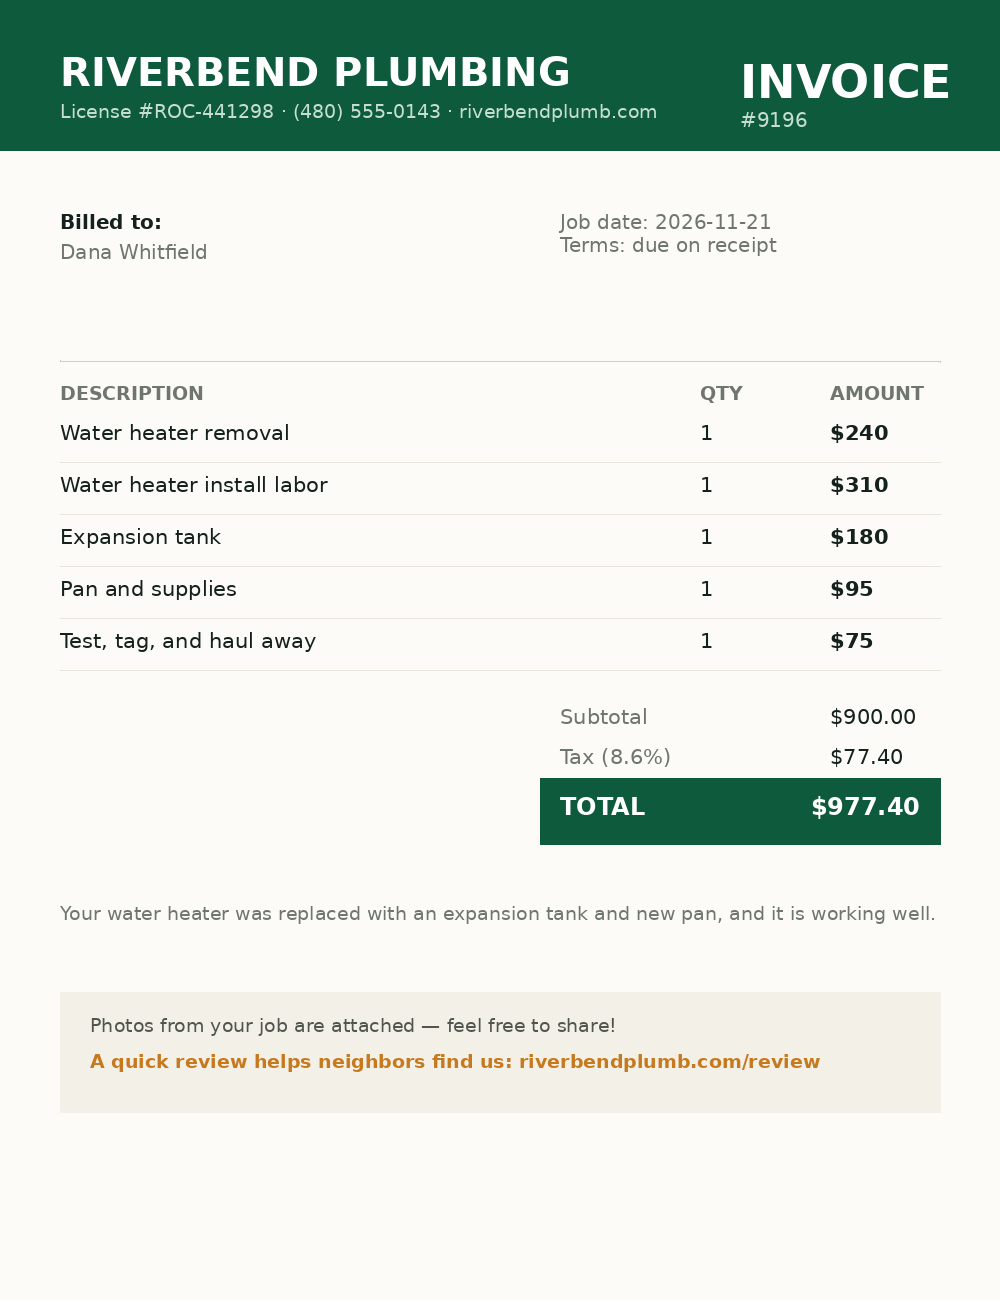 RIVERBEND PLUMBING
License #ROC-441298 · (480) 555-0143 · riverbendplumb.com
INVOICE
#9196
Billed to:
Dana Whitfield
Job date: 2026-11-21
Terms: due on receipt
DESCRIPTION QTY AMOUNT
Water heater removal 1 $240
Water heater install labor 1 $310
Expansion tank 1 $180
Pan and supplies 1 $95
Test, tag, and haul away 1 $75
Subtotal $900.00
Tax (8.6%) $77.40
TOTAL $977.40
Your water heater was replaced with an expansion tank and new pan, and it is working well.
Photos from your job are attached — feel free to share!
A quick review helps neighbors find us: riverbendplumb.com/review